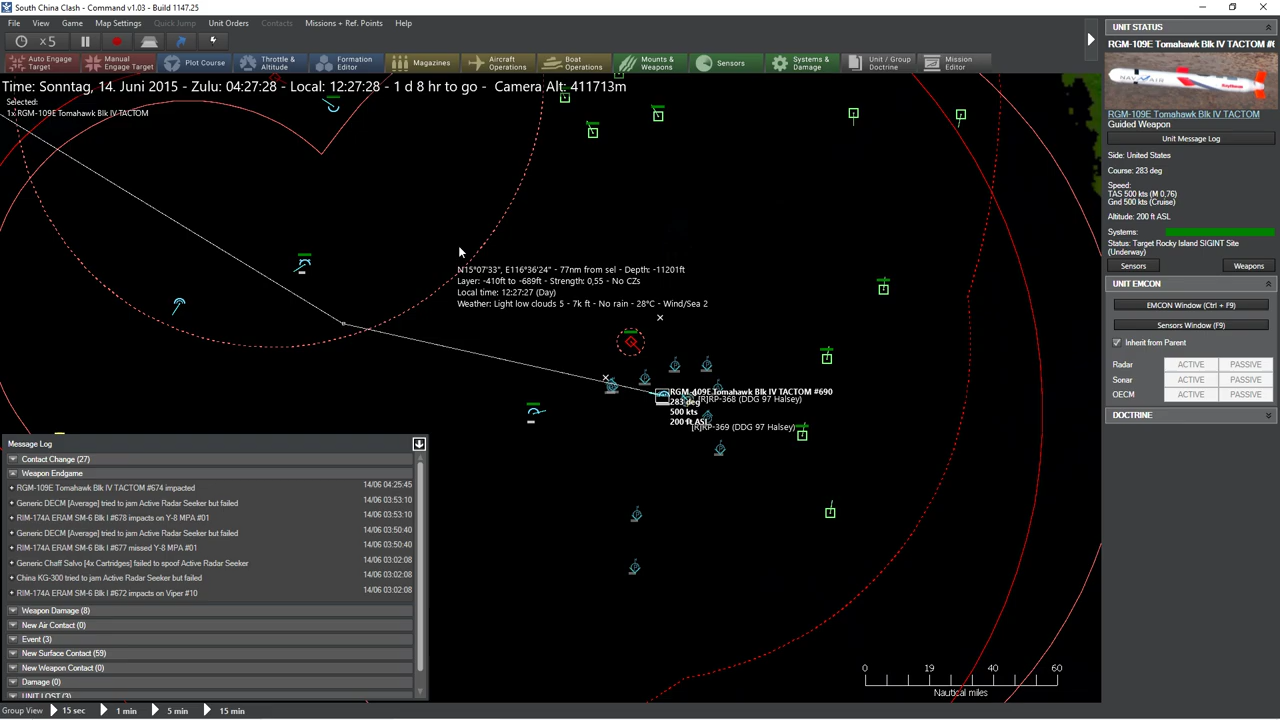 South China Clash - Command v1.03 - Build 1147.25
File View Game Map Settings Quick Jump Unit Orders Contacts Missions + Ref. Points Help
x5
Auto Engage Target
Manual Engage Target
Plot Course
Throttle & Altitude
Formation Editor
Magazines
Aircraft Operations
Boat Operations
Mounts & Weapons
Sensors
Systems & Damage
Unit / Group Doctrine
Mission Editor
Time: Sonntag, 14. Juni 2015 - Zulu: 04:27:28 - Local: 12:27:28 - 1 d 8 hr to go - Camera Alt: 411713m
Selected:
1x RGM-109E Tomahawk Blk IV TACTOM
N15°07'33", E116°36'24" - 77nm from sel - Depth: -11201ft
Layer: -410ft to -689ft - Strength: 0,55 - No CZs
Local time: 12:27:27 (Day)
Weather: Light low clouds 5 - 7k ft - No rain - 28°C - Wind/Sea 2
RGM-109E Tomahawk Blk IV TACTOM #690
283 deg
[R]RP-368 (DDG 97 Halsey)
500 kts
200 ft ASL
[R]RP-369 (DDG 97 Halsey)
Message Log
Contact Change (27)
Weapon Endgame
RGM-109E Tomahawk Blk IV TACTOM #674 impacted 14/06 04:25:45
Generic DECM [Average] tried to jam Active Radar Seeker but failed 14/06 03:53:10
RIM-174A ERAM SM-6 Blk I #678 impacts on Y-8 MPA #01 14/06 03:53:10
Generic DECM [Average] tried to jam Active Radar Seeker but failed 14/06 03:50:40
RIM-174A ERAM SM-6 Blk I #677 missed Y-8 MPA #01 14/06 03:50:40
Generic Chaff Salvo [4x Cartridges] failed to spoof Active Radar Seeker 14/06 03:02:08
China KG-300 tried to jam Active Radar Seeker but failed 14/06 03:02:08
RIM-174A ERAM SM-6 Blk I #672 impacts on Viper #10 14/06 03:02:08
Weapon Damage (8)
New Air Contact (0)
Event (3)
New Surface Contact (59)
New Weapon Contact (0)
Damage (0)
UNIT LOST (3)
Group View 15 sec 1 min 5 min 15 min
0 19 40 60
Nautical miles
UNIT STATUS
RGM-109E Tomahawk Blk IV TACTOM #6
RGM-109E Tomahawk Blk IV TACTOM
Guided Weapon
Unit Message Log
Side: United States
Course: 283 deg
Speed:
TAS 500 kts (M 0,76)
Gnd 500 kts (Cruise)
Altitude: 200 ft ASL
Systems:
Status: Target Rocky Island SIGINT Site
(Underway)
Sensors Weapons
UNIT EMCON
EMCON Window (Ctrl + F9)
Sensors Window (F9)
Inherit from Parent
Radar ACTIVE PASSIVE
Sonar ACTIVE PASSIVE
OECM ACTIVE PASSIVE
DOCTRINE